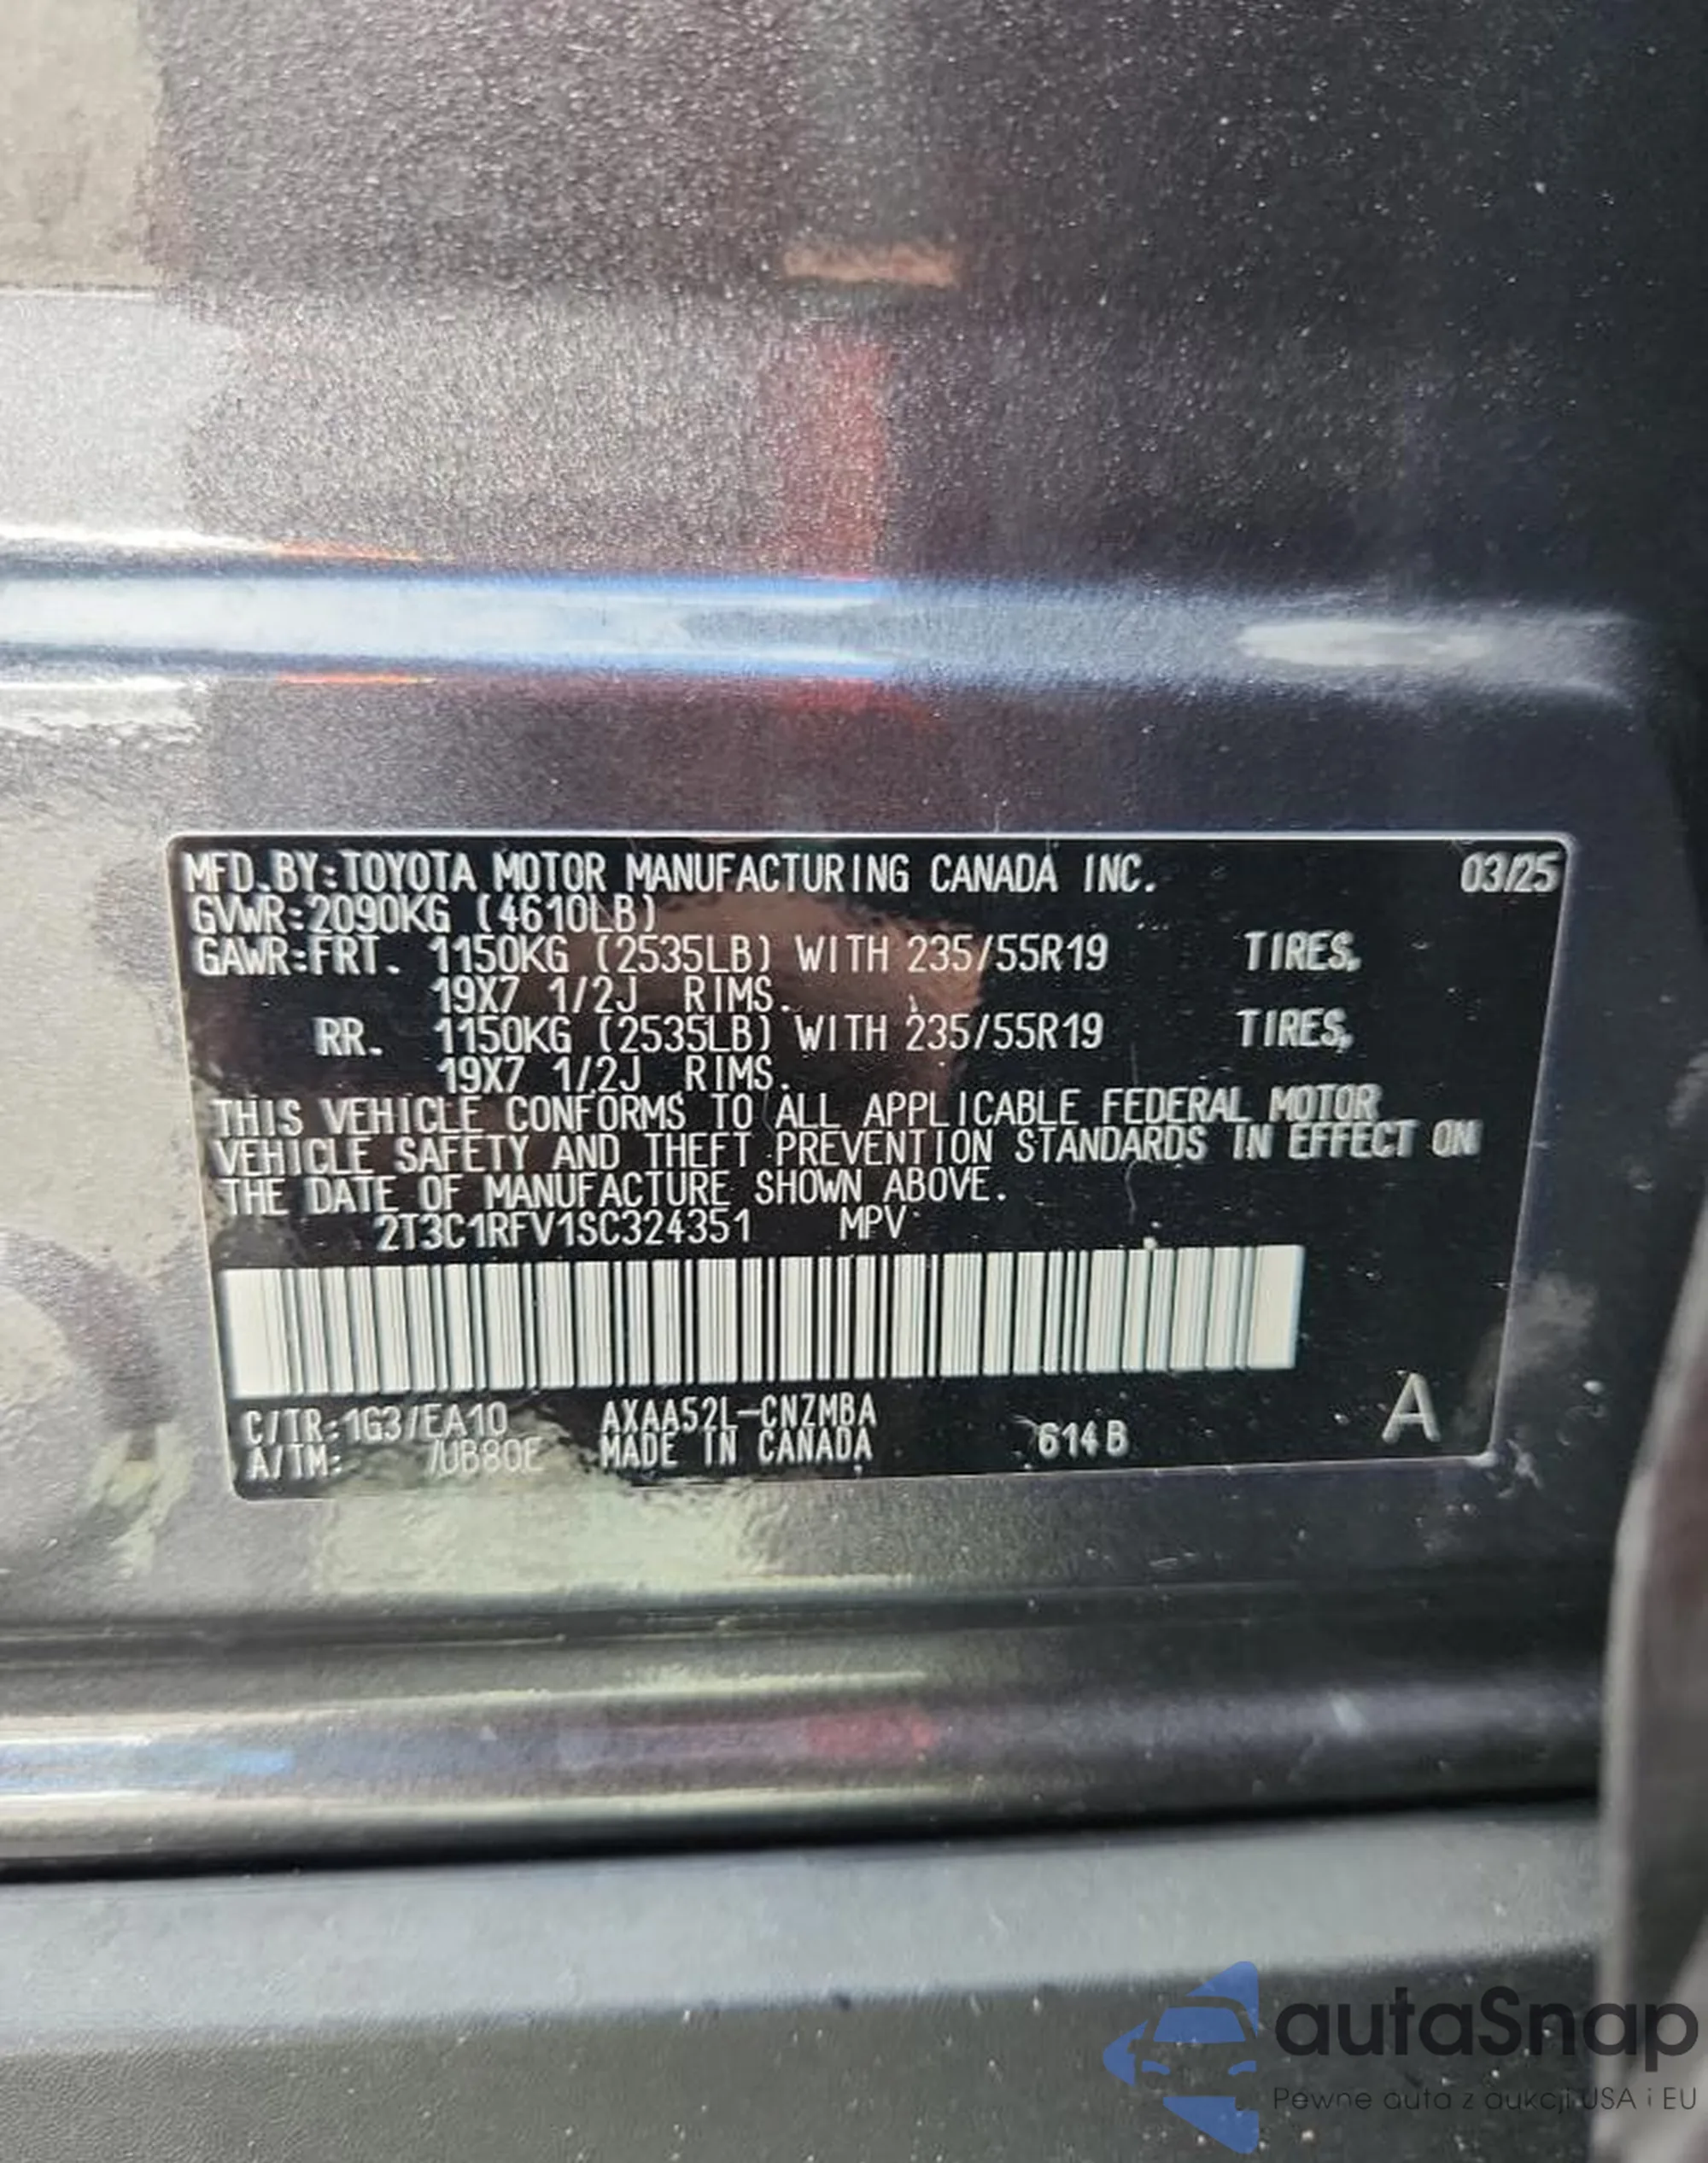 MFD.BY:TOYOTA MOTOR MANUFACTURING CANADA INC. 03/25
GVWR:2090KG (4610LB)
GAWR:FRT. 1150KG (2535LB) WITH 235/55R19 TIRES,
19X7 1/2J RIMS.
RR. 1150KG (2535LB) WITH 235/55R19 TIRES,
19X7 1/2J RIMS.
THIS VEHICLE CONFORMS TO ALL APPLICABLE FEDERAL MOTOR
VEHICLE SAFETY AND THEFT PREVENTION STANDARDS IN EFFECT ON
THE DATE OF MANUFACTURE SHOWN ABOVE.
2T3C1RFV1SC324351 MPV
C/TR:1G3/EA10 AXAA52L-CNZMBA 614B A
A/TM: /UB80E MADE IN CANADA
autaSnap
Pewne auta z aukcji USA i EU